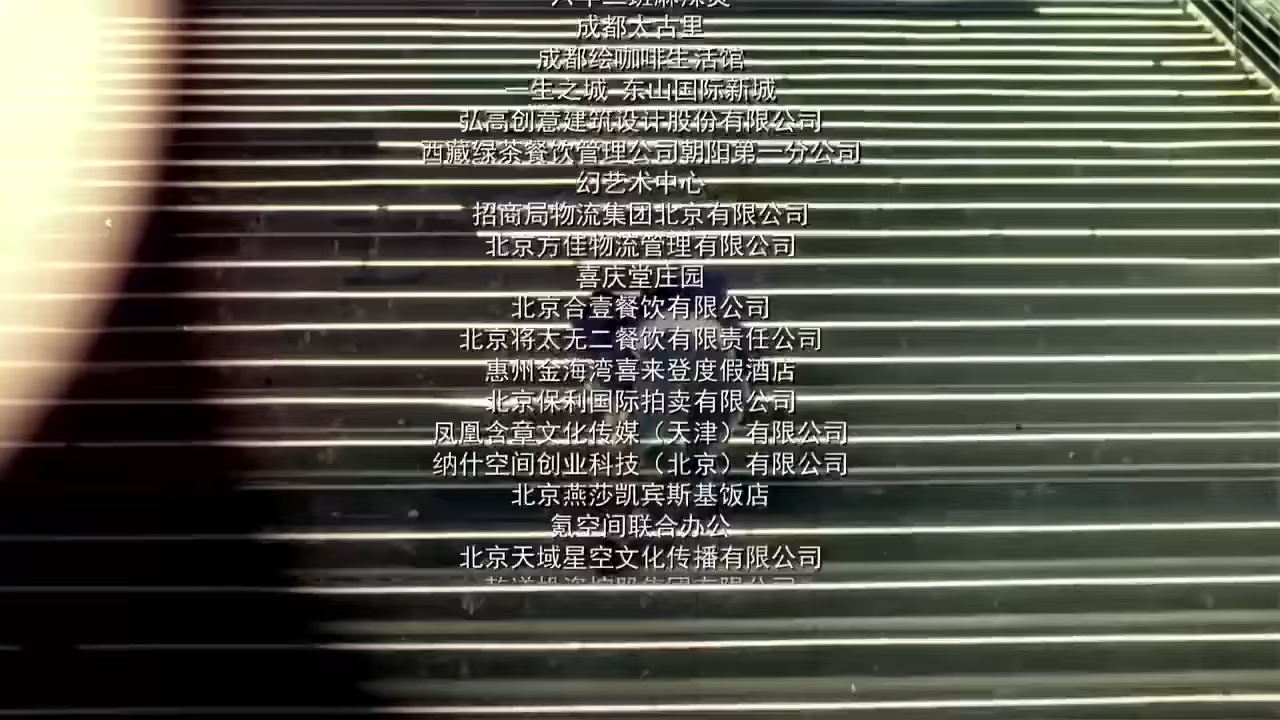 成都太古里
成都绘咖啡生活馆
一生之城 东山国际新城
弘高创意建筑设计股份有限公司
西藏绿茶餐饮管理公司朝阳第一分公司
幻艺术中心
招商局物流集团北京有限公司
北京方佳物流管理有限公司
喜庆堂庄园
北京合壹餐饮有限公司
北京将太无二餐饮有限责任公司
惠州金海湾喜来登度假酒店
北京保利国际拍卖有限公司
凤凰含章文化传媒（天津）有限公司
纳什空间创业科技（北京）有限公司
北京燕莎凯宾斯基饭店
氪空间联合办公
北京天域星空文化传播有限公司